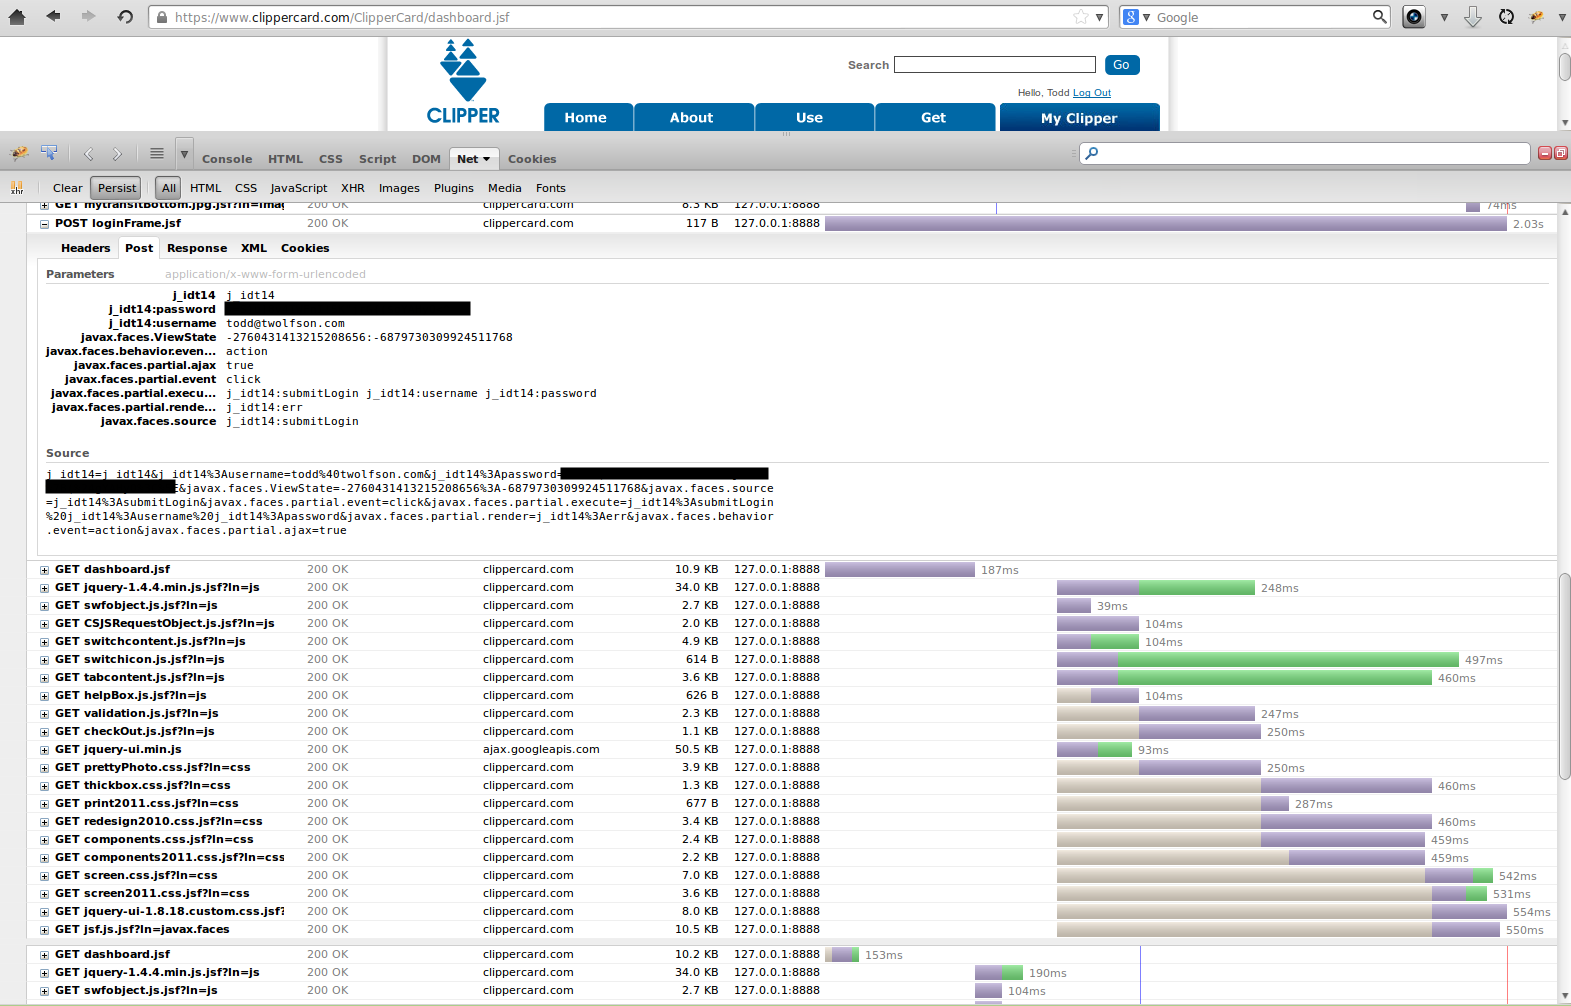 https://www.clippercard.com/ClipperCard/dashboard.jsf
8 Google
CLIPPER
Search Go
Hello, Todd Log Out
Home About Use Get My Clipper
Console HTML CSS Script DOM Net Cookies
xhr Clear Persist All HTML CSS JavaScript XHR Images Plugins Media Fonts
GET mytransitBottom.jpg.jsf?ln=imag 200 OK clippercard.com 8.3 KB 127.0.0.1:8888 74ms
POST loginFrame.jsf 200 OK clippercard.com 117 B 127.0.0.1:8888 2.03s
Headers Post Response XML Cookies
Parameters application/x-www-form-urlencoded
j_idt14 j_idt14
j_idt14:password
j_idt14:username todd@twolfson.com
javax.faces.ViewState -2760431413215208656:-6879730309924511768
javax.faces.behavior.even... action
javax.faces.partial.ajax true
javax.faces.partial.event click
javax.faces.partial.execu... j_idt14:submitLogin j_idt14:username j_idt14:password
javax.faces.partial.rende... j_idt14:err
javax.faces.source j_idt14:submitLogin
Source
j_idt14=j_idt14&j_idt14%3Ausername=todd%40twolfson.com&j_idt14%3Apassword=
E&javax.faces.ViewState=-2760431413215208656%3A-6879730309924511768&javax.faces.source
=j_idt14%3AsubmitLogin&javax.faces.partial.event=click&javax.faces.partial.execute=j_idt14%3AsubmitLogin
%20j_idt14%3Ausername%20j_idt14%3Apassword&javax.faces.partial.render=j_idt14%3Aerr&javax.faces.behavior
.event=action&javax.faces.partial.ajax=true
GET dashboard.jsf 200 OK clippercard.com 10.9 KB 127.0.0.1:8888 187ms
GET jquery-1.4.4.min.js.jsf?ln=js 200 OK clippercard.com 34.0 KB 127.0.0.1:8888 248ms
GET swfobject.js.jsf?ln=js 200 OK clippercard.com 2.7 KB 127.0.0.1:8888 39ms
GET CSJSRequestObject.js.jsf?ln=js 200 OK clippercard.com 2.0 KB 127.0.0.1:8888 104ms
GET switchcontent.js.jsf?ln=js 200 OK clippercard.com 4.9 KB 127.0.0.1:8888 104ms
GET switchicon.js.jsf?ln=js 200 OK clippercard.com 614 B 127.0.0.1:8888 497ms
GET tabcontent.js.jsf?ln=js 200 OK clippercard.com 3.6 KB 127.0.0.1:8888 460ms
GET helpBox.js.jsf?ln=js 200 OK clippercard.com 626 B 127.0.0.1:8888 104ms
GET validation.js.jsf?ln=js 200 OK clippercard.com 2.3 KB 127.0.0.1:8888 247ms
GET checkOut.js.jsf?ln=js 200 OK clippercard.com 1.1 KB 127.0.0.1:8888 250ms
GET jquery-ui.min.js 200 OK ajax.googleapis.com 50.5 KB 127.0.0.1:8888 93ms
GET prettyPhoto.css.jsf?ln=css 200 OK clippercard.com 3.9 KB 127.0.0.1:8888 250ms
GET thickbox.css.jsf?ln=css 200 OK clippercard.com 1.3 KB 127.0.0.1:8888 460ms
GET print2011.css.jsf?ln=css 200 OK clippercard.com 677 B 127.0.0.1:8888 287ms
GET redesign2010.css.jsf?ln=css 200 OK clippercard.com 3.4 KB 127.0.0.1:8888 460ms
GET components.css.jsf?ln=css 200 OK clippercard.com 2.4 KB 127.0.0.1:8888 459ms
GET components2011.css.jsf?ln=css 200 OK clippercard.com 2.2 KB 127.0.0.1:8888 459ms
GET screen.css.jsf?ln=css 200 OK clippercard.com 7.0 KB 127.0.0.1:8888 542ms
GET screen2011.css.jsf?ln=css 200 OK clippercard.com 3.6 KB 127.0.0.1:8888 531ms
GET jquery-ui-1.8.18.custom.css.jsf? 200 OK clippercard.com 8.0 KB 127.0.0.1:8888 554ms
GET jsf.js.jsf?ln=javax.faces 200 OK clippercard.com 10.5 KB 127.0.0.1:8888 550ms
GET dashboard.jsf 200 OK clippercard.com 10.2 KB 127.0.0.1:8888 153ms
GET jquery-1.4.4.min.js.jsf?ln=js 200 OK clippercard.com 34.0 KB 127.0.0.1:8888 190ms
GET swfobject.js.jsf?ln=js 200 OK clippercard.com 2.7 KB 127.0.0.1:8888 104ms